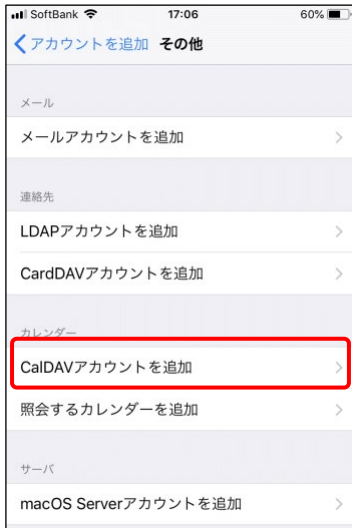 SoftBank 17:06 60%
アカウントを追加 その他
メール
メールアカウントを追加
連絡先
LDAPアカウントを追加
CardDAVアカウントを追加
カレンダー
CalDAVアカウントを追加
照会するカレンダーを追加
サーバ
macOS Serverアカウントを追加